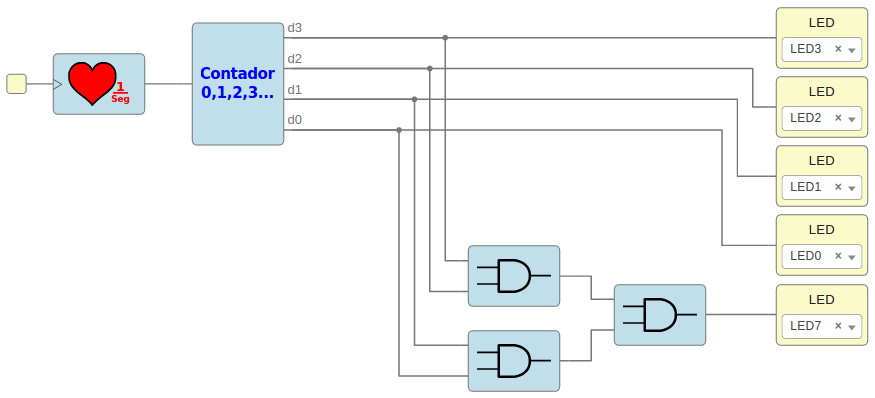 d3
LED
LED3 ×
d2
Contador
0,1,2,3...
LED
LED2 ×
1
Seg
d1
d0
LED
LED1 ×
LED
LED0 ×
LED
LED7 ×